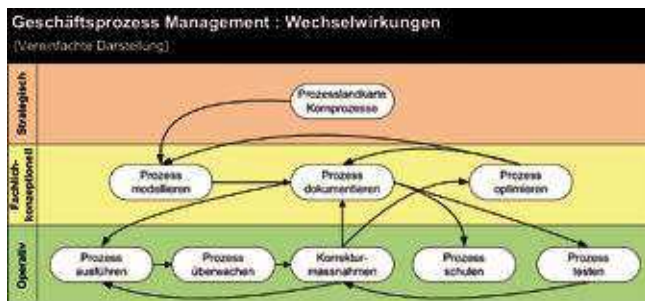 Geschäftsprozess Management : Wechselwirkungen
(Vereinfachte Darstellung)
Strategisch
Prozesslandkarte
Kernprozesse
Fachlich-
konzeptionell
Prozess
modellieren
Prozess
dokumentieren
Prozess
optimieren
Operativ
Prozess
ausführen
Prozess
überwachen
Korrektur-
massnahmen
Prozess
schulen
Prozess
testen